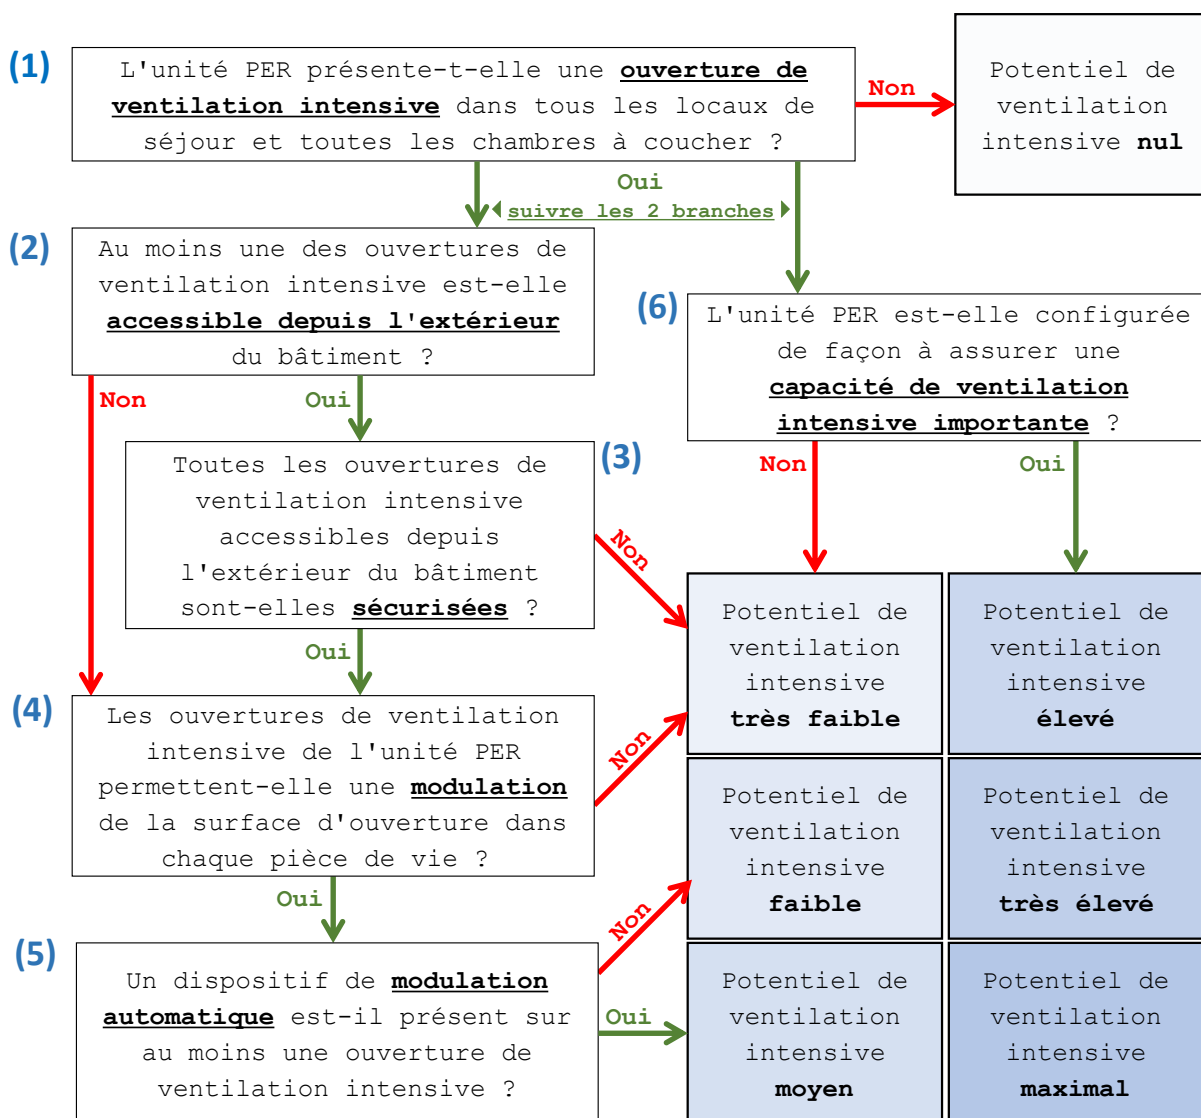 (1)
L'unité PER présente-t-elle une ouverture de
ventilation intensive dans tous les locaux de
séjour et toutes les chambres à coucher ?
Non
Potentiel de
ventilation
intensive nul
Oui
suivre les 2 branches
(2)
Au moins une des ouvertures de
ventilation intensive est-elle
accessible depuis l'extérieur
du bâtiment ?
(6)
L'unité PER est-elle configurée
de façon à assurer une
capacité de ventilation
intensive importante ?
Non
Oui
Non
Oui
(3)
Toutes les ouvertures de
ventilation intensive
accessibles depuis
l'extérieur du bâtiment
sont-elles sécurisées ?
Non
Oui
Potentiel de
ventilation
intensive
très faible
Potentiel de
ventilation
intensive
élevé
(4)
Les ouvertures de ventilation
intensive de l'unité PER
permettent-elle une modulation
de la surface d'ouverture dans
chaque pièce de vie ?
Non
Oui
Potentiel de
ventilation
intensive
faible
Potentiel de
ventilation
intensive
très élevé
(5)
Un dispositif de modulation
automatique est-il présent sur
au moins une ouverture de
ventilation intensive ?
Non
Oui
Potentiel de
ventilation
intensive
moyen
Potentiel de
ventilation
intensive
maximal